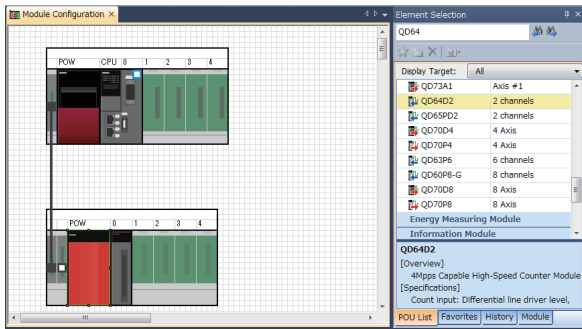 Module Configuration ×
POW CPU 0 1 2 3 4
POW 0 1 2 3 4
Element Selection
QD64
Display Target: All
QD73A1 Axis #1
QD64D2 2 channels
QD65PD2 2 channels
QD70D4 4 Axis
QD70P4 4 Axis
QD63P6 6 channels
QD60P8-G 8 channels
QD70D8 8 Axis
QD70P8 8 Axis
Energy Measuring Module
Information Module
QD64D2
[Overview]
4Mpps Capable High-Speed Counter Module
[Specifications]
Count input: Differential line driver level,
POU List Favorites History Module